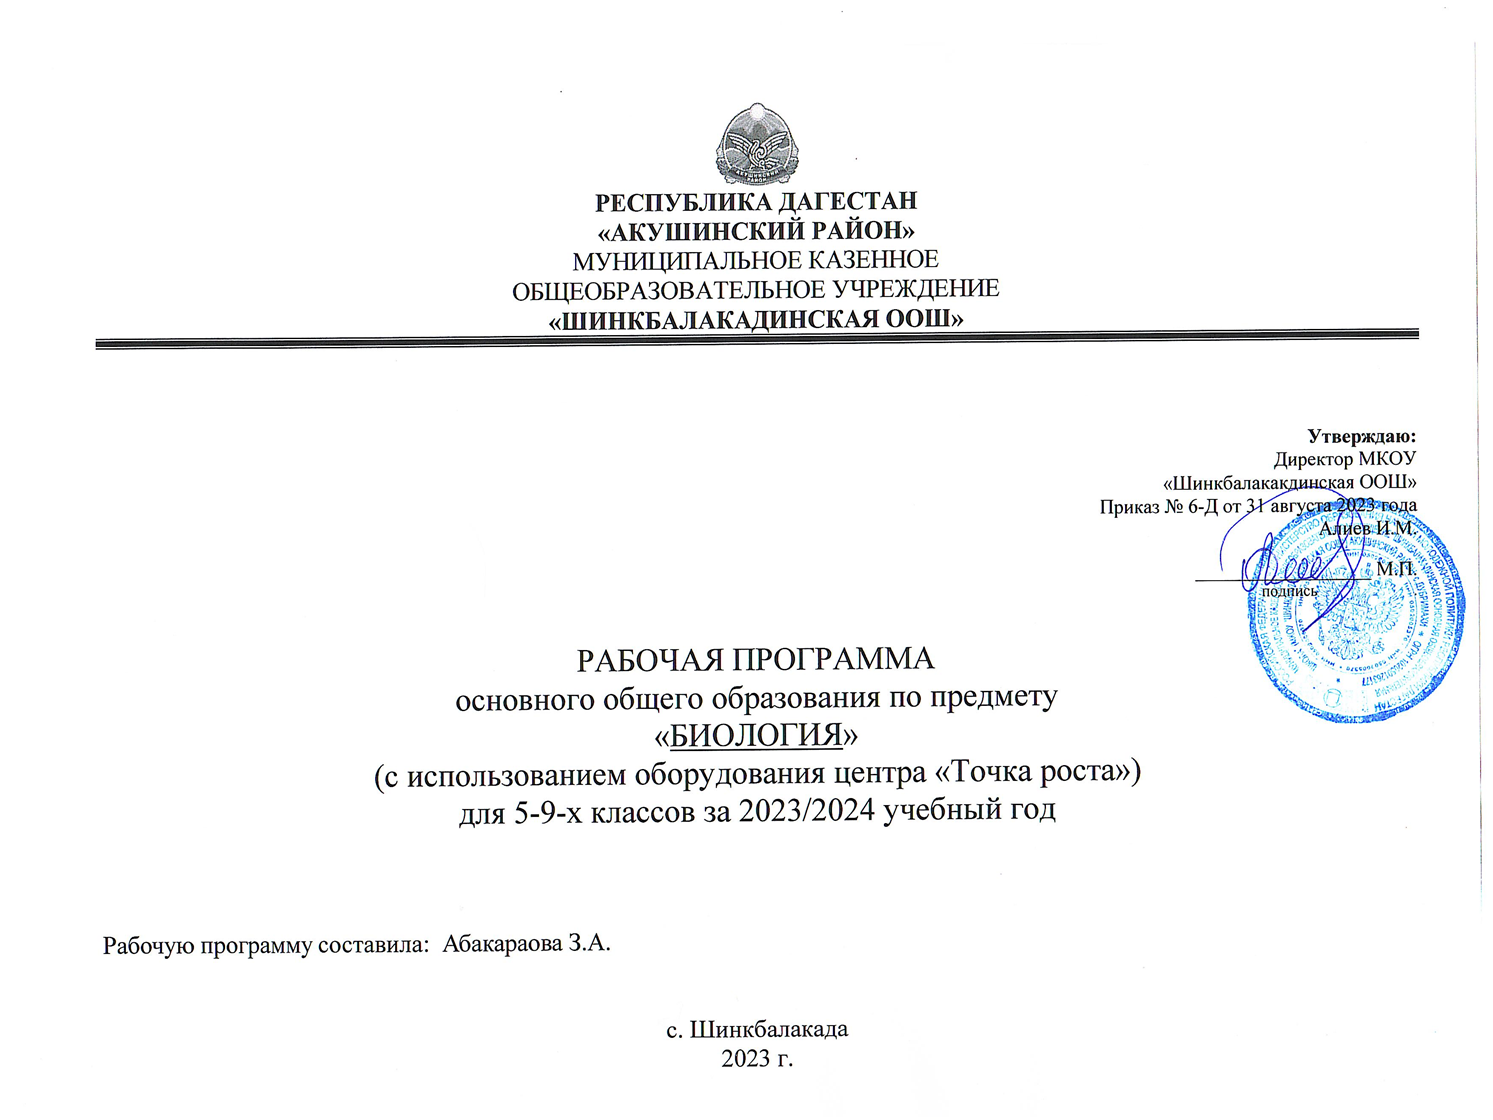 РЕСПУБЛИКА ДАГЕСТАН
«АКУШИНСКИЙ РАЙОН»
МУНИЦИПАЛЬНОЕ КАЗЕННОЕ
ОБЩЕОБРАЗОВАТЕЛЬНОЕ УЧРЕЖДЕНИЕ
«ШИНКБАЛАКАДИНСКАЯ ООШ»
Утверждаю:
Директор МКОУ
«Шинкбалакакдинская ООШ»
Приказ № 6-Д от 31 августа 2023 года
Алиев И.М.
М.П.
подпись
РАБОЧАЯ ПРОГРАММА
основного общего образования по предмету
«БИОЛОГИЯ»
(с использованием оборудования центра «Точка роста»)
для 5-9-х классов за 2023/2024 учебный год
Рабочую программу составила: Абакараова З.А.
с. Шинкбалакада
2023 г.